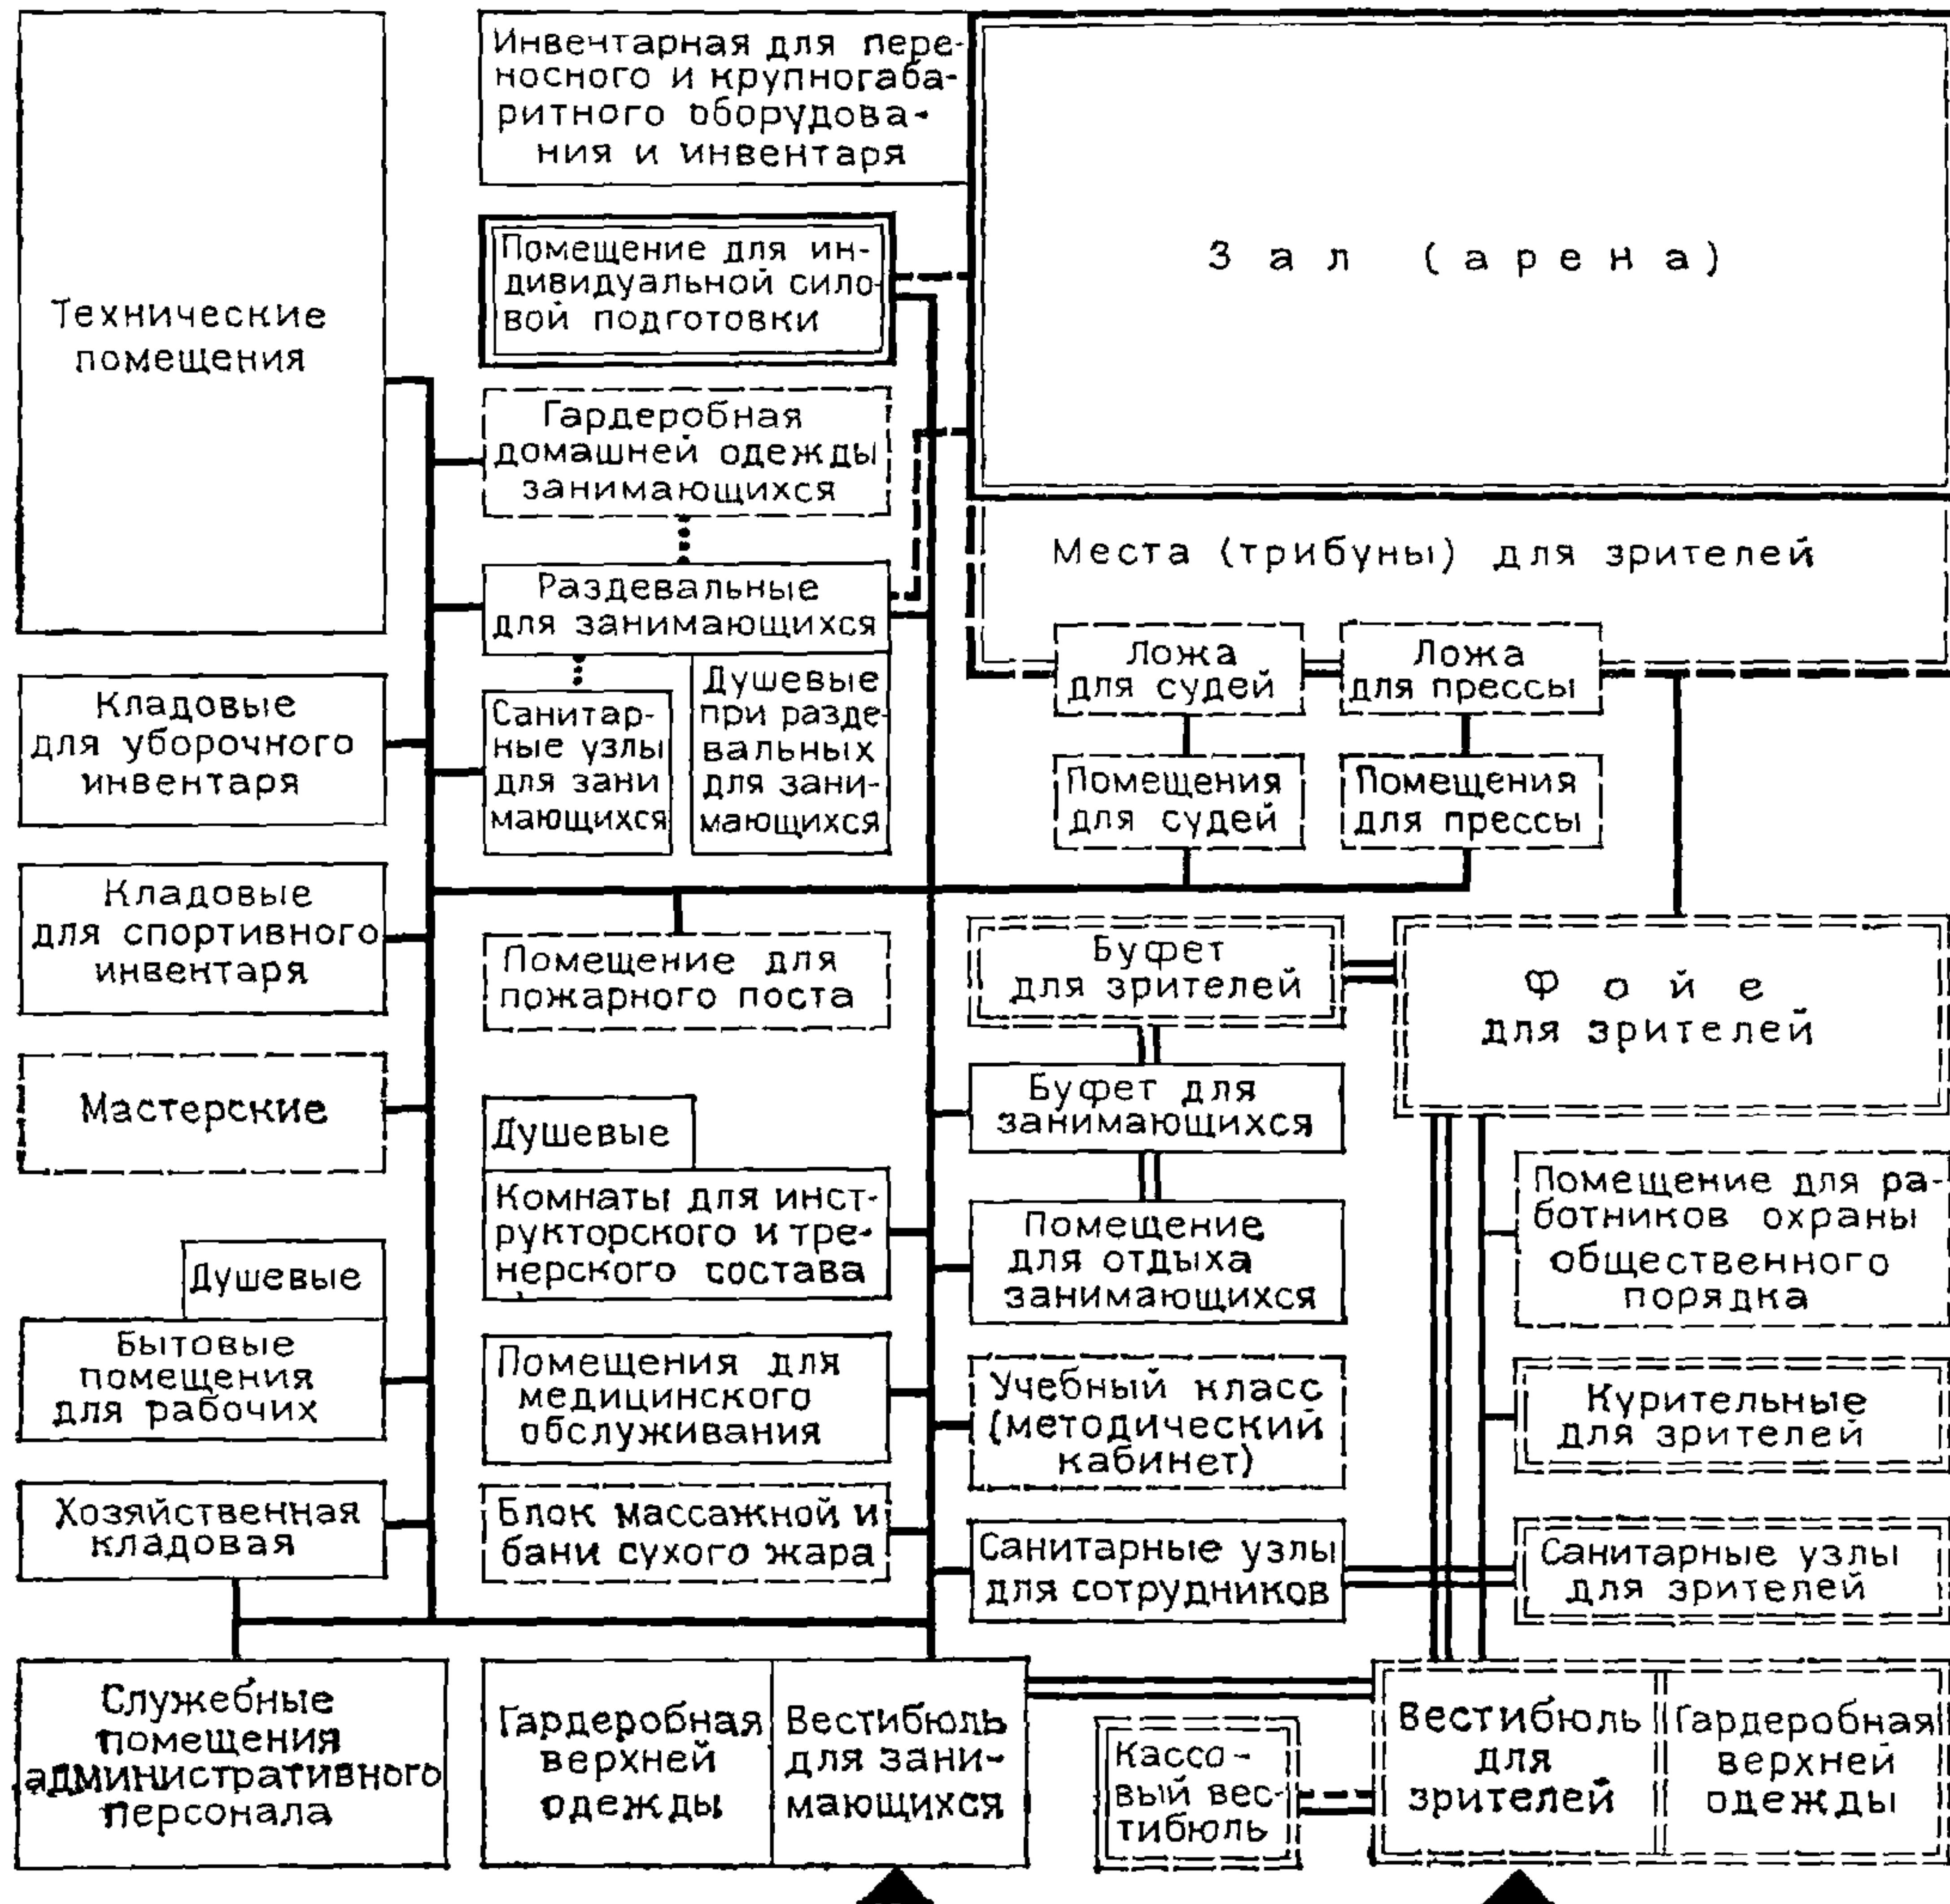 Инвентарная для пере-
носного и крупногаба-
ритного оборудова-
ния и инвентаря
З а л (арена)
Технические
помещения
Помещение для ин-
дивидуальной сило-
вой подготовки
Гардеробная
домашней одежды
занимающихся
Места (трибуны) для зрителей
Раздевальные
для занимающихся
Ложа
для судей
Ложа
для прессы
Кладовые
для уборочного
инвентаря
Санитар-
ные узлы
для зани
мающихся
Душевые
при разде-
вальных
для зани-
мающихся
Помещения
для судей
Помещения
для прессы
Кладовые
для спортивного
инвентаря
Помещение для
пожарного поста
Буфет
для зрителей
Ф о й е
для зрителей
Мастерские
Душевые
Комнаты для инст-
рукторского и тре-
нерского состава
Буфет для
занимающихся
Помещение
для отдыха
занимающихся
Помещение для ра-
ботников охраны
общественного
порядка
Душевые
Бытовые
помещения
для рабочих
Помещения для
медицинского
обслуживания
Учебный класс
(методический
кабинет)
Курительные
для зрителей
Хозяйственная
кладовая
Блок массажной и
бани сухого жара
Санитарные узлы
для сотрудников
Санитарные узлы
для зрителей
Служебные
помещения
административного
персонала
Гардеробная
верхней
одежды
Вестибюль
для зани-
мающихся
Кассо-
вый вес-
тибюль
Вестибюль
для
зрителей
Гардеробная
верхней
одежды